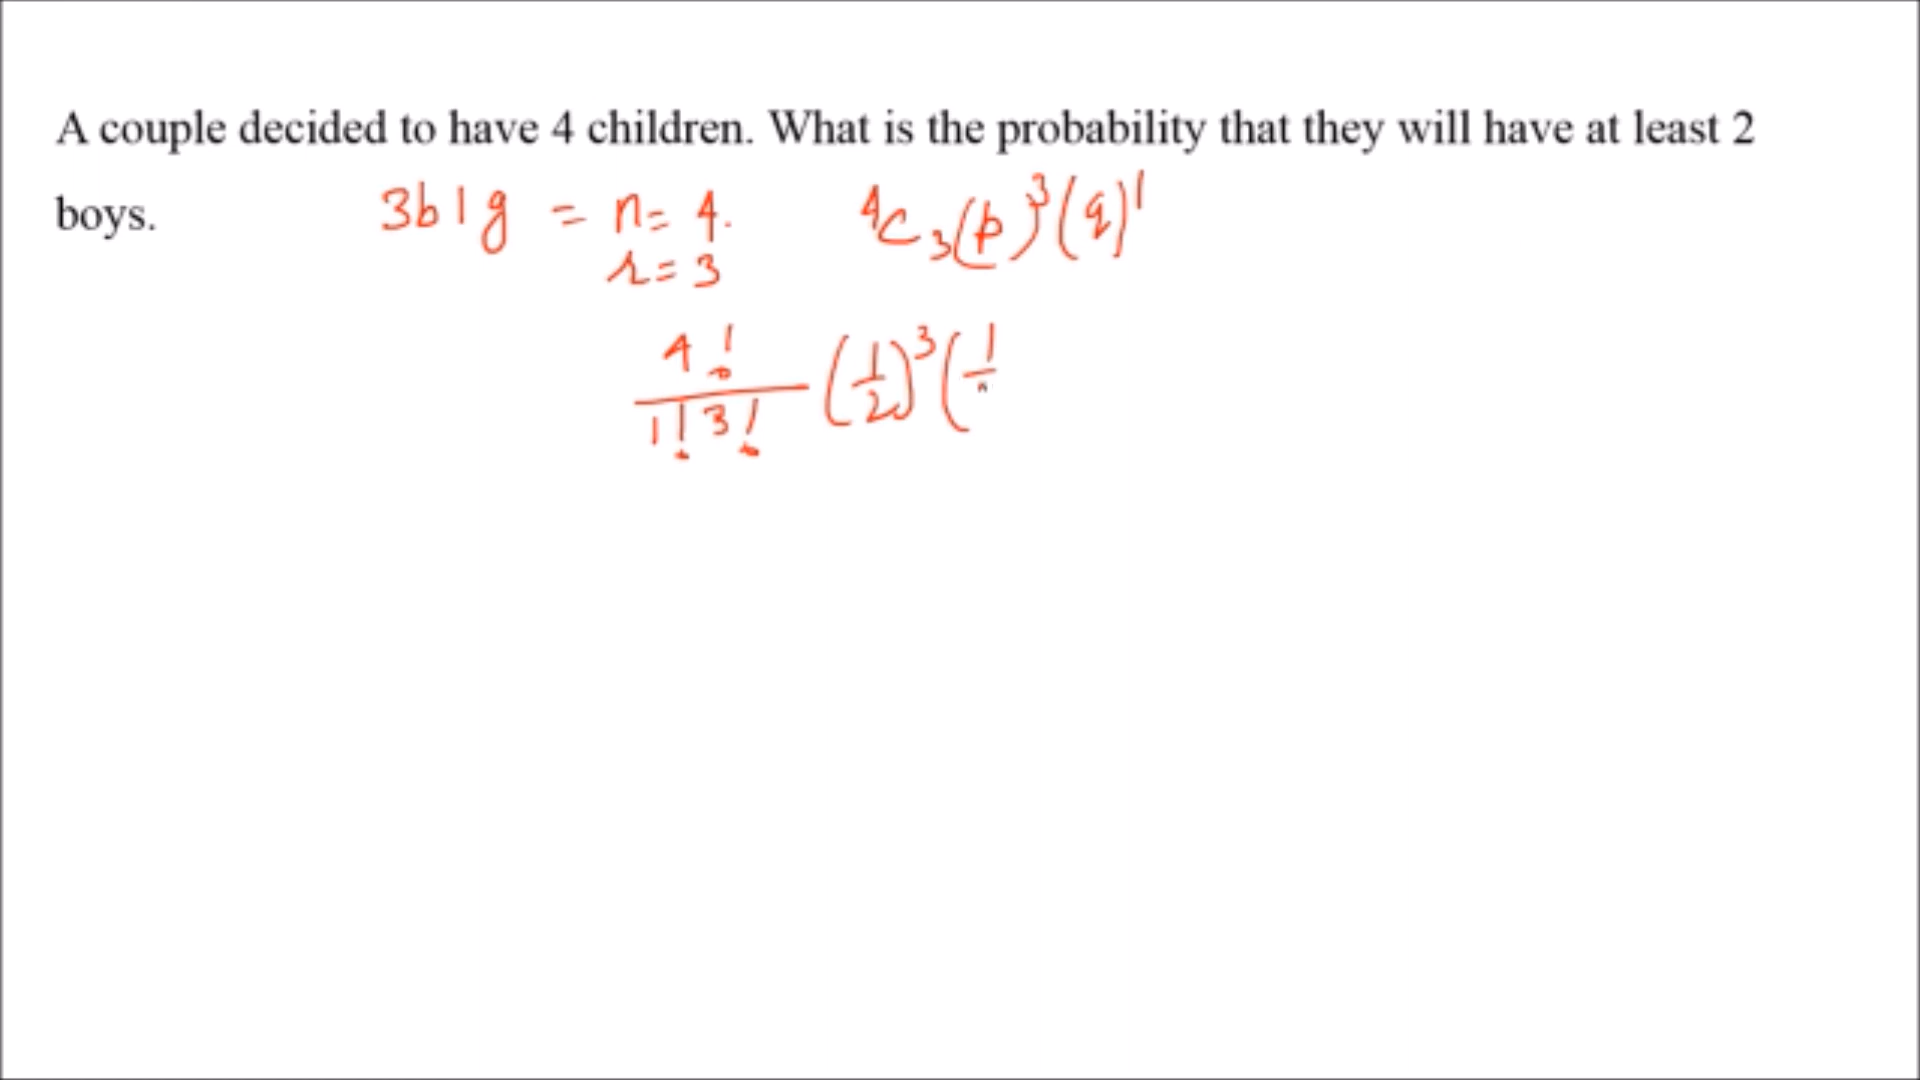 A couple decided to have 4 children. What is the probability that they will have at least 2
boys.
3b1g = n=4. ⁴C₃(p)³(q)¹
r=3
4!
1!3! (1/2)³(1